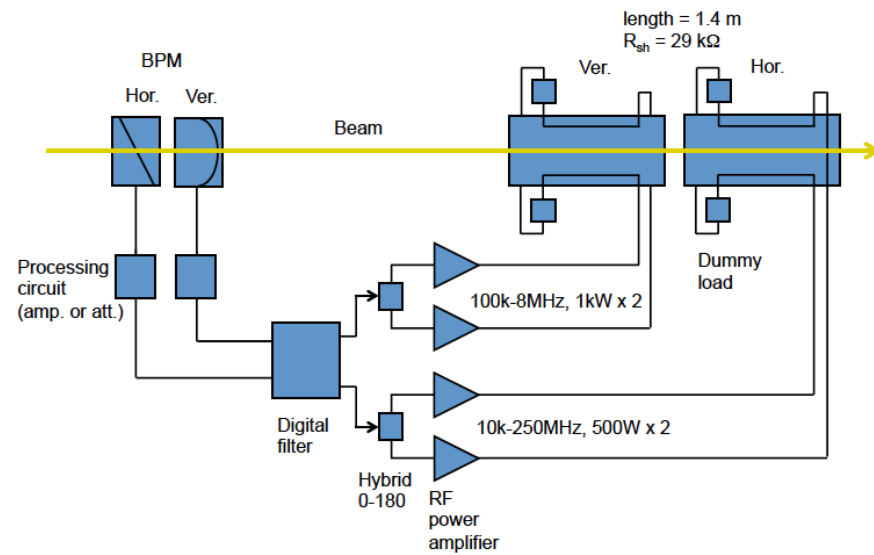 length = 1.4 m
Rsh = 29 kΩ
BPM
Ver.
Hor.
Hor.
Ver.
Beam
Processing
circuit
(amp. or att.)
Dummy
load
100k-8MHz, 1kW x 2
10k-250MHz, 500W x 2
Digital
filter
Hybrid
0-180
RF
power
amplifier